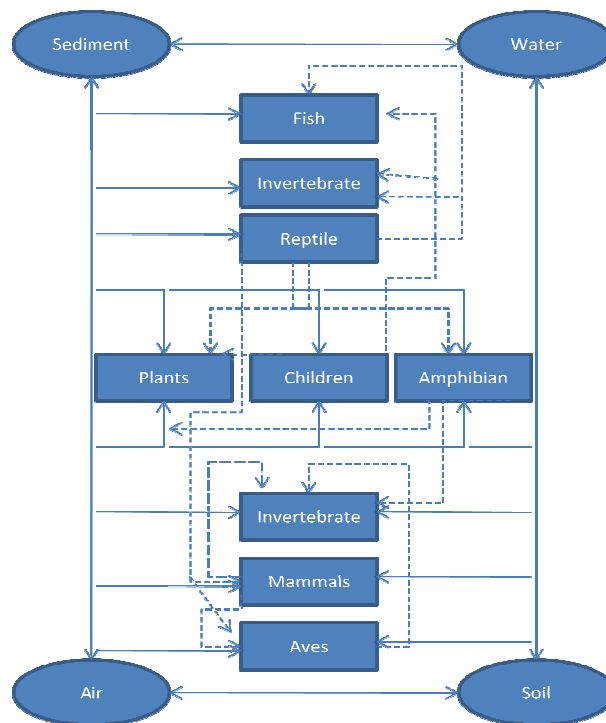 Sediment
Water
Fish
Invertebrate
Reptile
Plants
Children
Amphibian
Invertebrate
Mammals
Aves
Air
Soil